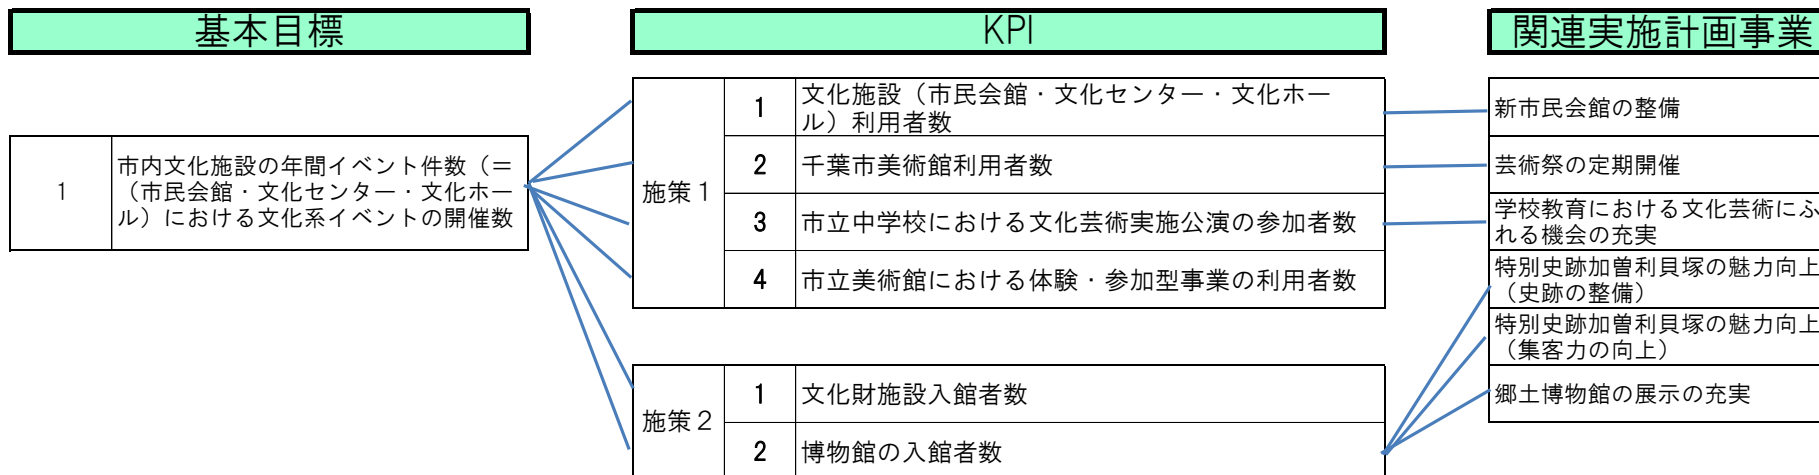 基本目標
KPI
関連実施計画事業
1
市内文化施設の年間イベント件数（＝
（市民会館・文化センター・文化ホー
ル）における文化系イベントの開催数
施策１
1
文化施設（市民会館・文化センター・文化ホー
ル）利用者数
2
千葉市美術館利用者数
3
市立中学校における文化芸術実施公演の参加者数
4
市立美術館における体験・参加型事業の利用者数
施策２
1
文化財施設入館者数
2
博物館の入館者数
新市民会館の整備
芸術祭の定期開催
学校教育における文化芸術にふ
れる機会の充実
特別史跡加曽利貝塚の魅力向上
（史跡の整備）
特別史跡加曽利貝塚の魅力向上
（集客力の向上）
郷土博物館の展示の充実